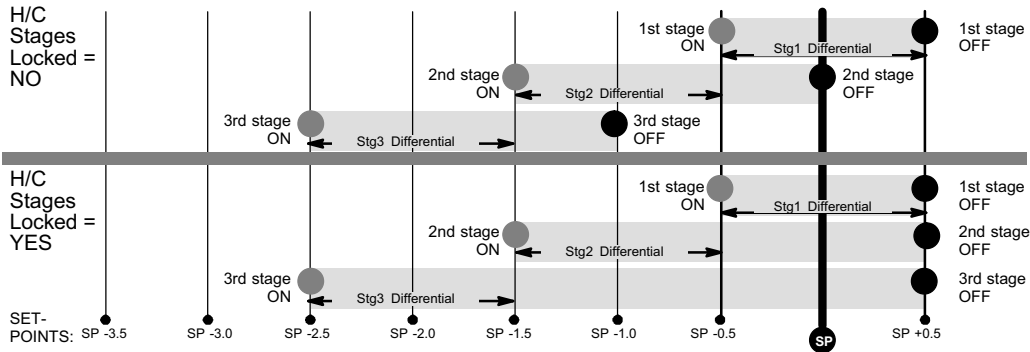 H/C
Stages
Locked =
NO
1st stage
ON
Stg1 Differential
1st stage
OFF
2nd stage
ON
Stg2 Differential
2nd stage
OFF
3rd stage
ON
Stg3 Differential
3rd stage
OFF
H/C
Stages
Locked =
YES
1st stage
ON
Stg1 Differential
1st stage
OFF
2nd stage
ON
Stg2 Differential
2nd stage
OFF
3rd stage
ON
Stg3 Differential
3rd stage
OFF
SET-
POINTS: SP -3.5 SP -3.0 SP -2.5 SP -2.0 SP -1.5 SP -1.0 SP -0.5 SP SP +0.5